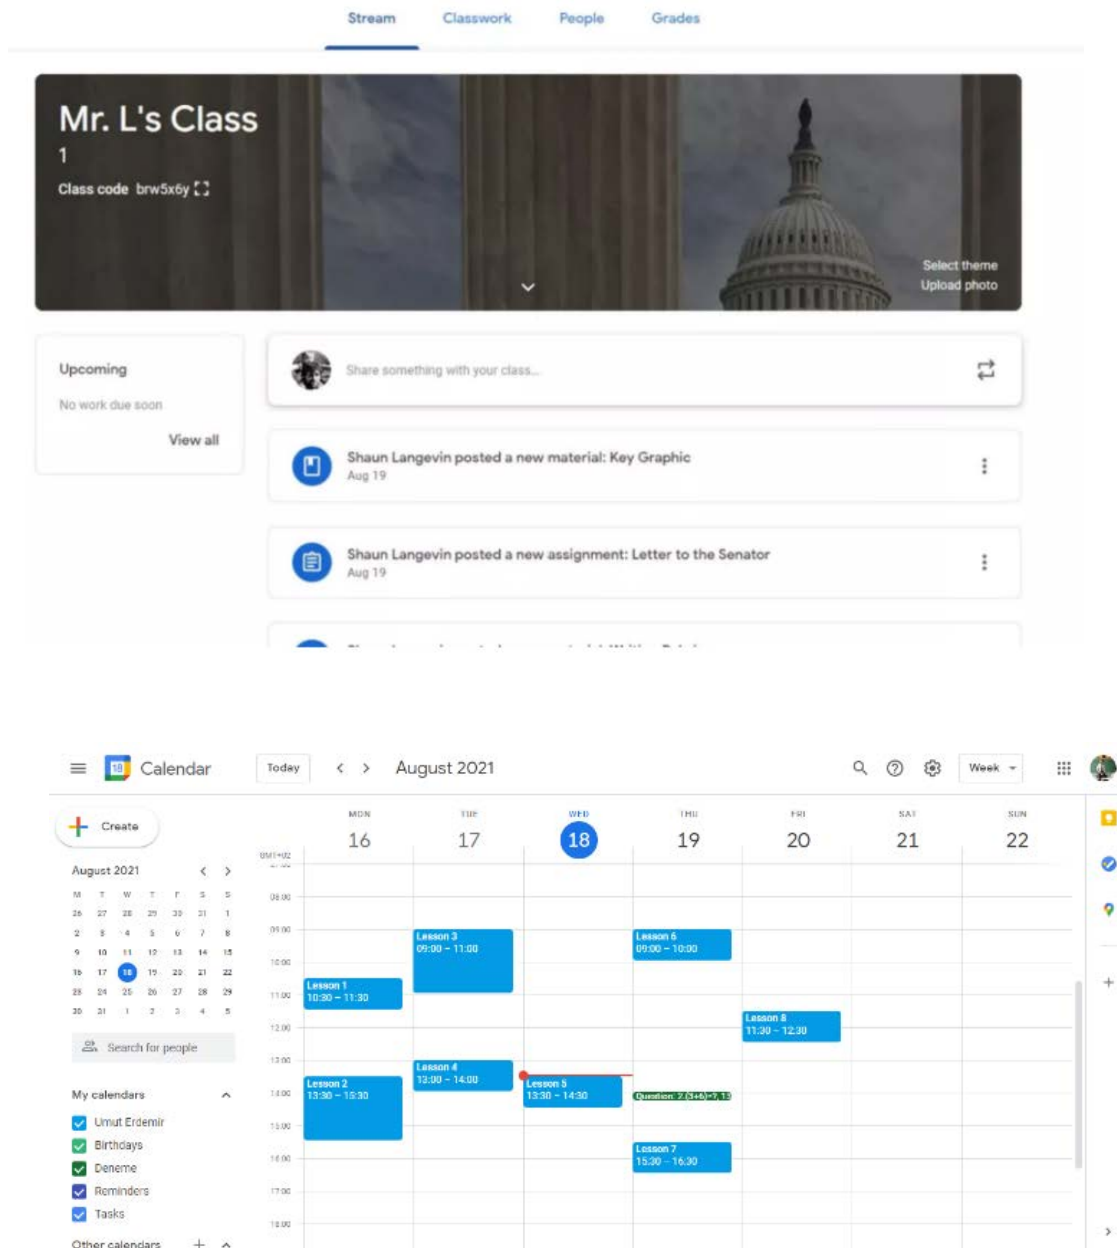 Stream Classwork People Grades
Mr. L's Class
1
Class code brw5x6y
Select theme
Upload photo
Upcoming
No work due soon
View all
Share something with your class...
Shaun Langevin posted a new material: Key Graphic
Aug 19
Shaun Langevin posted a new assignment: Letter to the Senator
Aug 19
18 Calendar Today August 2021 Week
Create
MON TUE WED THU FRI SAT SUN
16 17 18 19 20 21 22
GMT+02
August 2021
M T W T F S S
26 27 28 29 30 31 1
2 3 4 5 6 7 8
9 10 11 12 13 14 15
16 17 18 19 20 21 22
23 24 25 26 27 28 29
30 31 1 2 3 4 5
Search for people
My calendars
Umut Erdemir
Birthdays
Deneme
Reminders
Tasks
Other calendars
08:00
09:00
10:00
11:00
12:00
13:00
14:00
15:00
16:00
17:00
18:00
Lesson 1
10:30 – 11:30
Lesson 2
13:30 – 15:30
Lesson 3
09:00 – 11:00
Lesson 4
13:00 – 14:00
Lesson 5
13:30 – 14:30
Lesson 6
09:00 – 10:00
Question: 2.(3+6)=?, 13
Lesson 7
15:30 – 16:30
Lesson 8
11:30 – 12:30